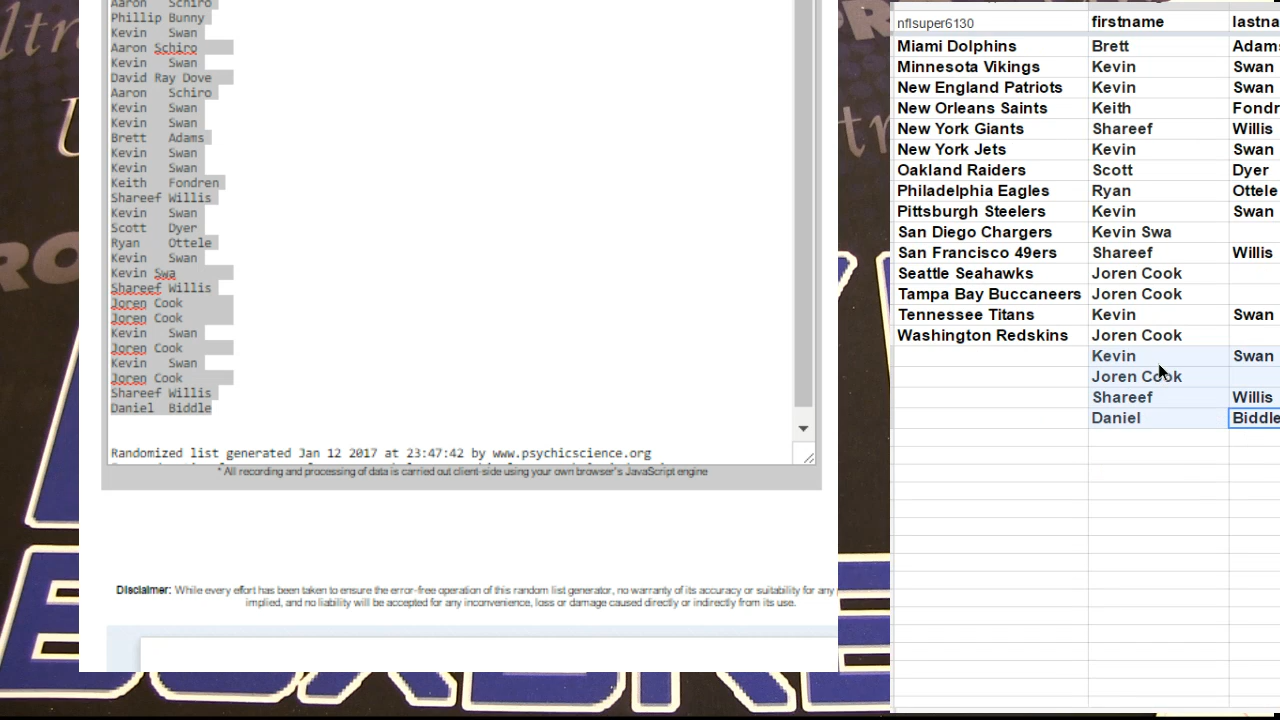 Aaron Schiro
Phillip Bunny
Kevin Swan
Aaron Schiro
Kevin Swan
David Ray Dove
Aaron Schiro
Kevin Swan
Kevin Swan
Brett Adams
Kevin Swan
Kevin Swan
Keith Fondren
Shareef Willis
Kevin Swan
Scott Dyer
Ryan Ottele
Kevin Swan
Kevin Swa
Shareef Willis
Joren Cook
Joren Cook
Kevin Swan
Joren Cook
Kevin Swan
Joren Cook
Shareef Willis
Daniel Biddle
Randomized list generated Jan 12 2017 at 23:47:42 by www.psychicscience.org
* All recording and processing of data is carried out client-side using your own browser's JavaScript engine
Disclaimer: While every effort has been taken to ensure the error-free operation of this random list generator, no warranty of its accuracy or suitability for any
implied, and no liability will be accepted for any inconvenience, loss or damage caused directly or indirectly from its use.
nflsuper6130 firstname lastna
Miami Dolphins Brett Adams
Minnesota Vikings Kevin Swan
New England Patriots Kevin Swan
New Orleans Saints Keith Fondr
New York Giants Shareef Willis
New York Jets Kevin Swan
Oakland Raiders Scott Dyer
Philadelphia Eagles Ryan Ottele
Pittsburgh Steelers Kevin Swan
San Diego Chargers Kevin Swa
San Francisco 49ers Shareef Willis
Seattle Seahawks Joren Cook
Tampa Bay Buccaneers Joren Cook
Tennessee Titans Kevin Swan
Washington Redskins Joren Cook
Kevin Swan
Joren Cook
Shareef Willis
Daniel Biddle